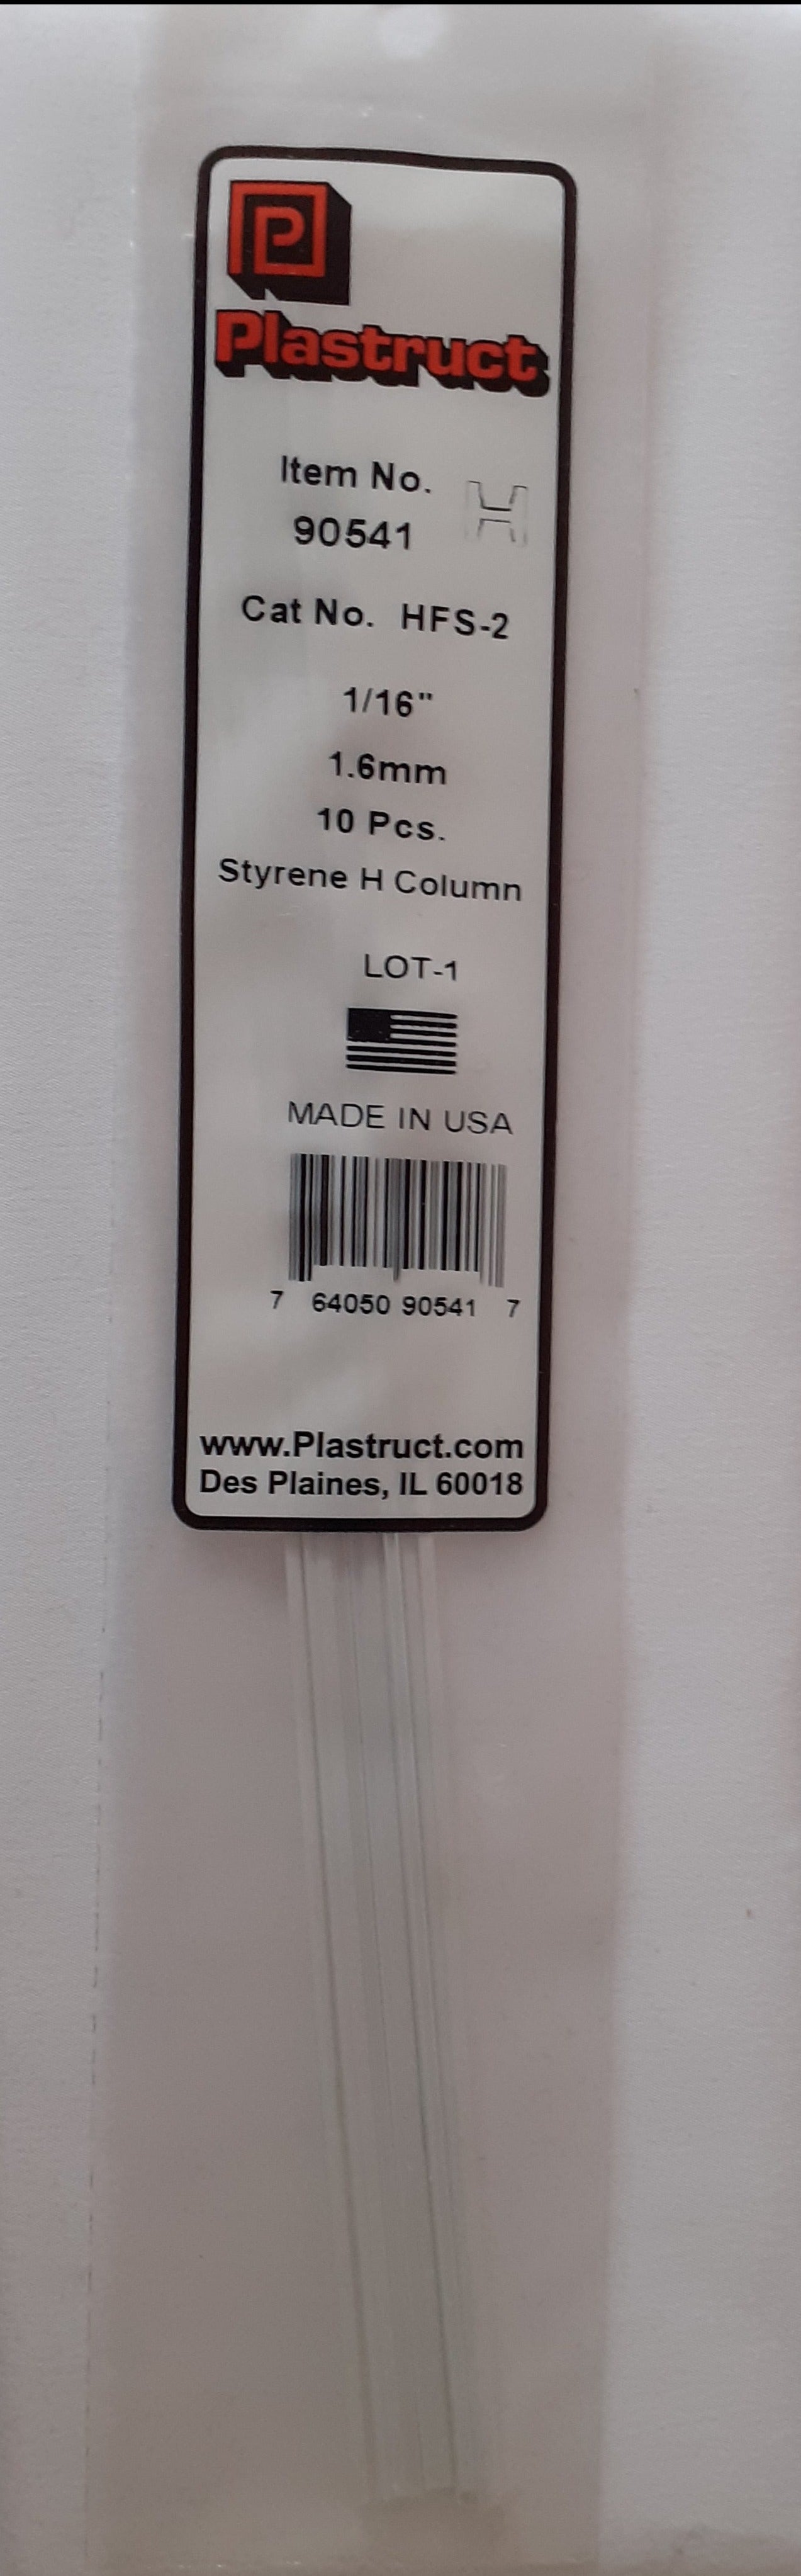 P
Plastruct
Item No.
90541
Cat No. HFS-2
1/16"
1.6mm
10 Pcs.
Styrene H Column
LOT-1
MADE IN USA
7 64050 90541 7
www.Plastruct.com
Des Plaines, IL 60018